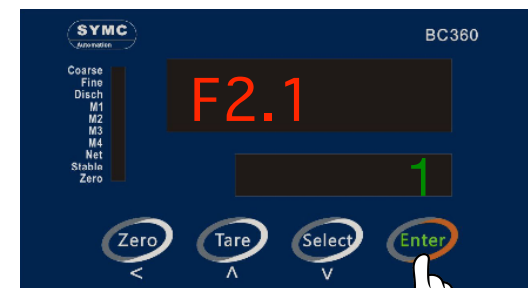 SYMC
Automation
BC360
Coarse
Fine
Disch
M1
M2
M3
M4
Net
Stable
Zero
F2.1
1
Zero
Tare
Select
Enter
<
∧
∨